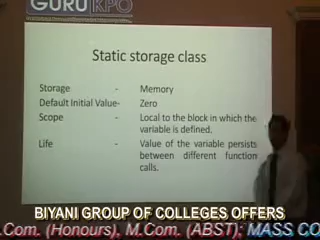 GURUKPO
Static storage class
Storage - Memory
Default Initial Value- Zero
Scope - Local to the block in which the
variable is defined.
Life - Value of the variable persists
between different function
calls.
BIYANI GROUP OF COLLEGES OFFERS
.Com. (Honours), M.Com. (ABST); MASS CO